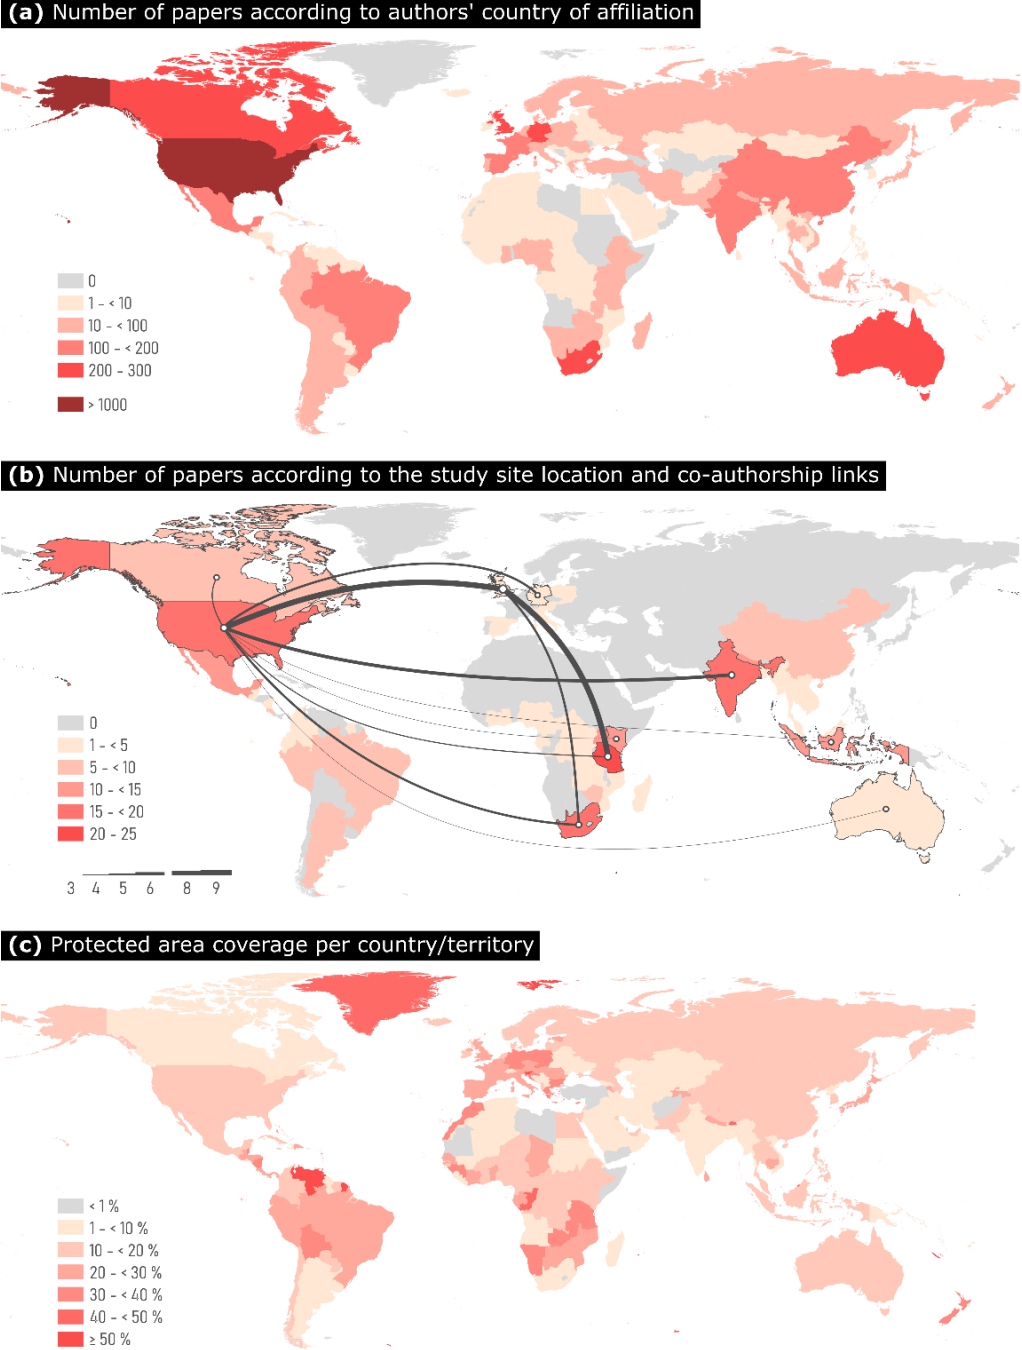 (a) Number of papers according to authors' country of affiliation
0
1 – < 10
10 – < 100
100 – < 200
200 – 300
> 1000
(b) Number of papers according to the study site location and co-authorship links
0
1 – < 5
5 – < 10
10 – < 15
15 – < 20
20 – 25
3 4 5 6 8 9
(c) Protected area coverage per country/territory
< 1 %
1 – < 10 %
10 – < 20 %
20 – < 30 %
30 – < 40 %
40 – < 50 %
≥ 50 %